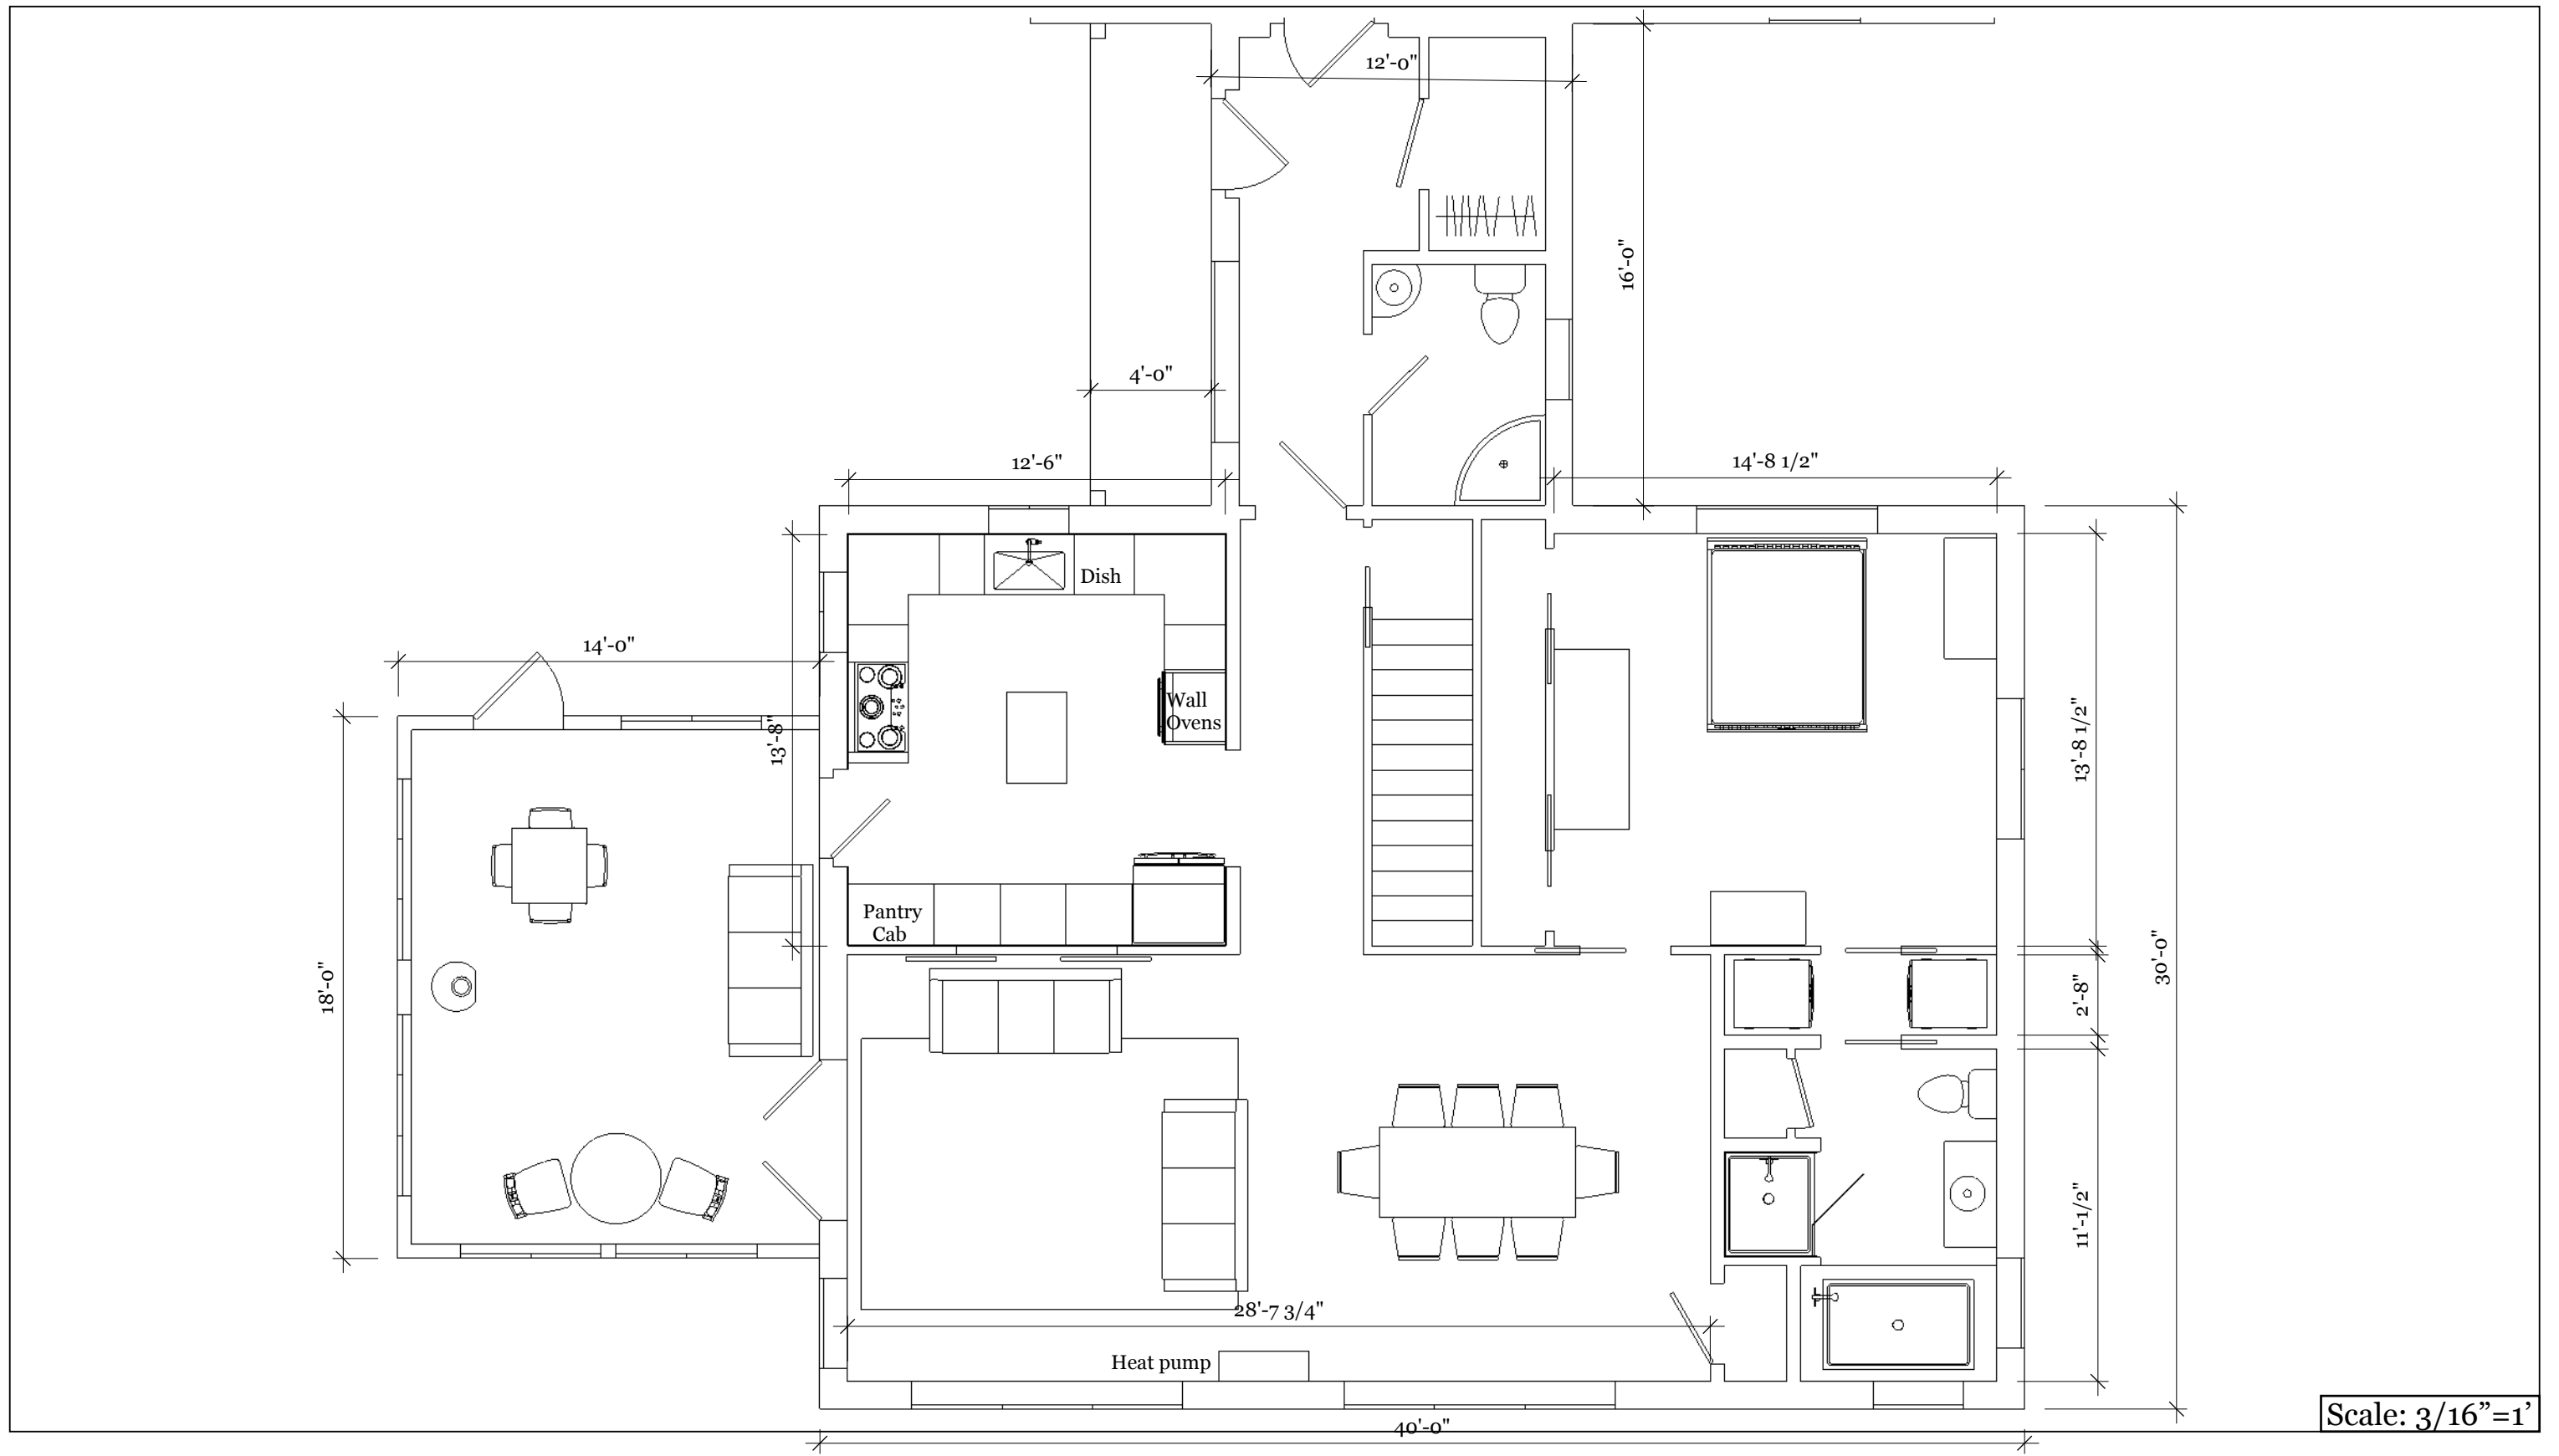 12'-0"
16'-0"
4'-0"
12'-6"
14'-8 1/2"
Dish
14'-0"
13'-8"
Wall
Ovens
13'-8 1/2"
Pantry
Cab
18'-0"
30'-0"
2'-8"
11'-1/2"
28'-7 3/4"
Heat pump
40'-0"
Scale: 3/16”=1’